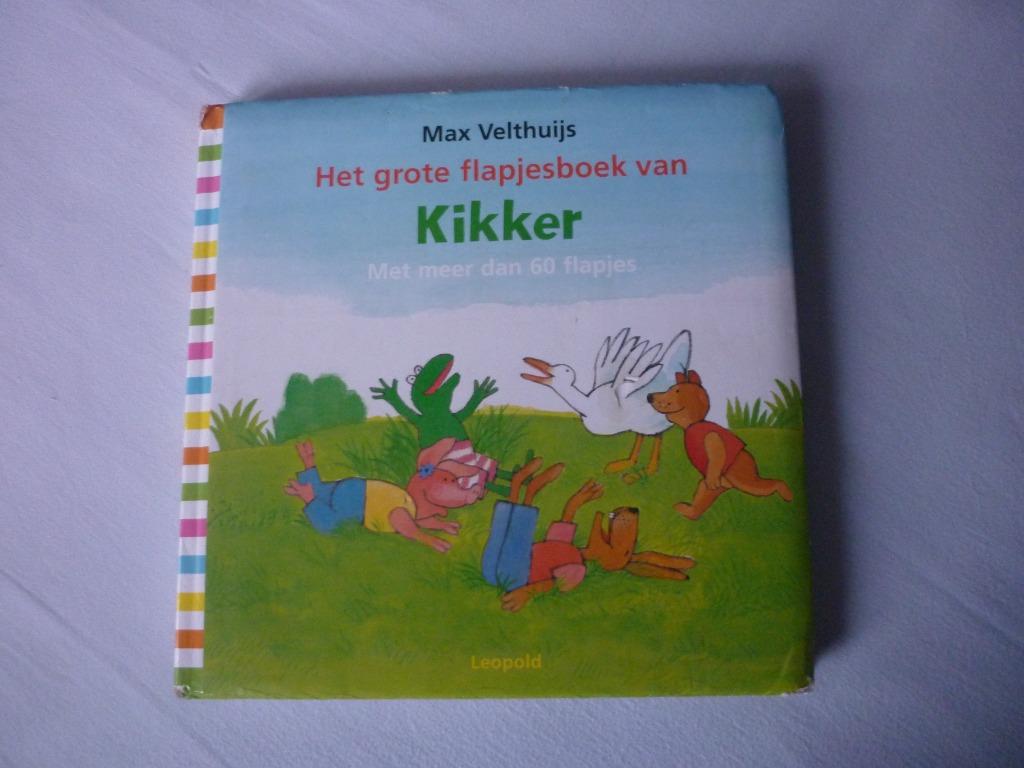 Max Velthuijs
Het grote flapjesboek van
Kikker
Met meer dan 60 flapjes
Leopold